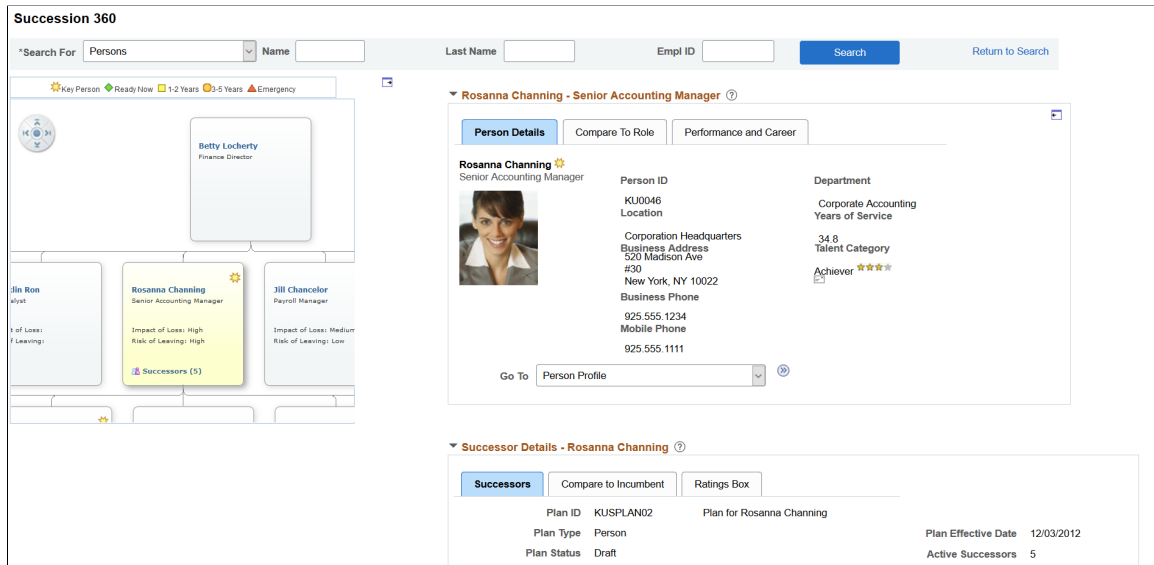 Succession 360
*Search For Persons Name Last Name Empl ID Search Return to Search
Key Person Ready Now 1-2 Years 3-5 Years Emergency
Betty Locherty
Finance Director
lin Ron
alyst
t of Loss:
f Leaving:
Rosanna Channing
Senior Accounting Manager
Impact of Loss: High
Risk of Leaving: High
Successors (5)
Jill Chancelor
Payroll Manager
Impact of Loss: Medium
Risk of Leaving: Low
Rosanna Channing - Senior Accounting Manager
Person Details Compare To Role Performance and Career
Rosanna Channing
Senior Accounting Manager
Person ID
KU0046
Location
Corporation Headquarters
Business Address
520 Madison Ave
#30
New York, NY 10022
Business Phone
925.555.1234
Mobile Phone
925.555.1111
Department
Corporate Accounting
Years of Service
34.8
Talent Category
Achiever
Go To Person Profile
Successor Details - Rosanna Channing
Successors Compare to Incumbent Ratings Box
Plan ID KUSPLAN02 Plan for Rosanna Channing
Plan Type Person Plan Effective Date 12/03/2012
Plan Status Draft Active Successors 5